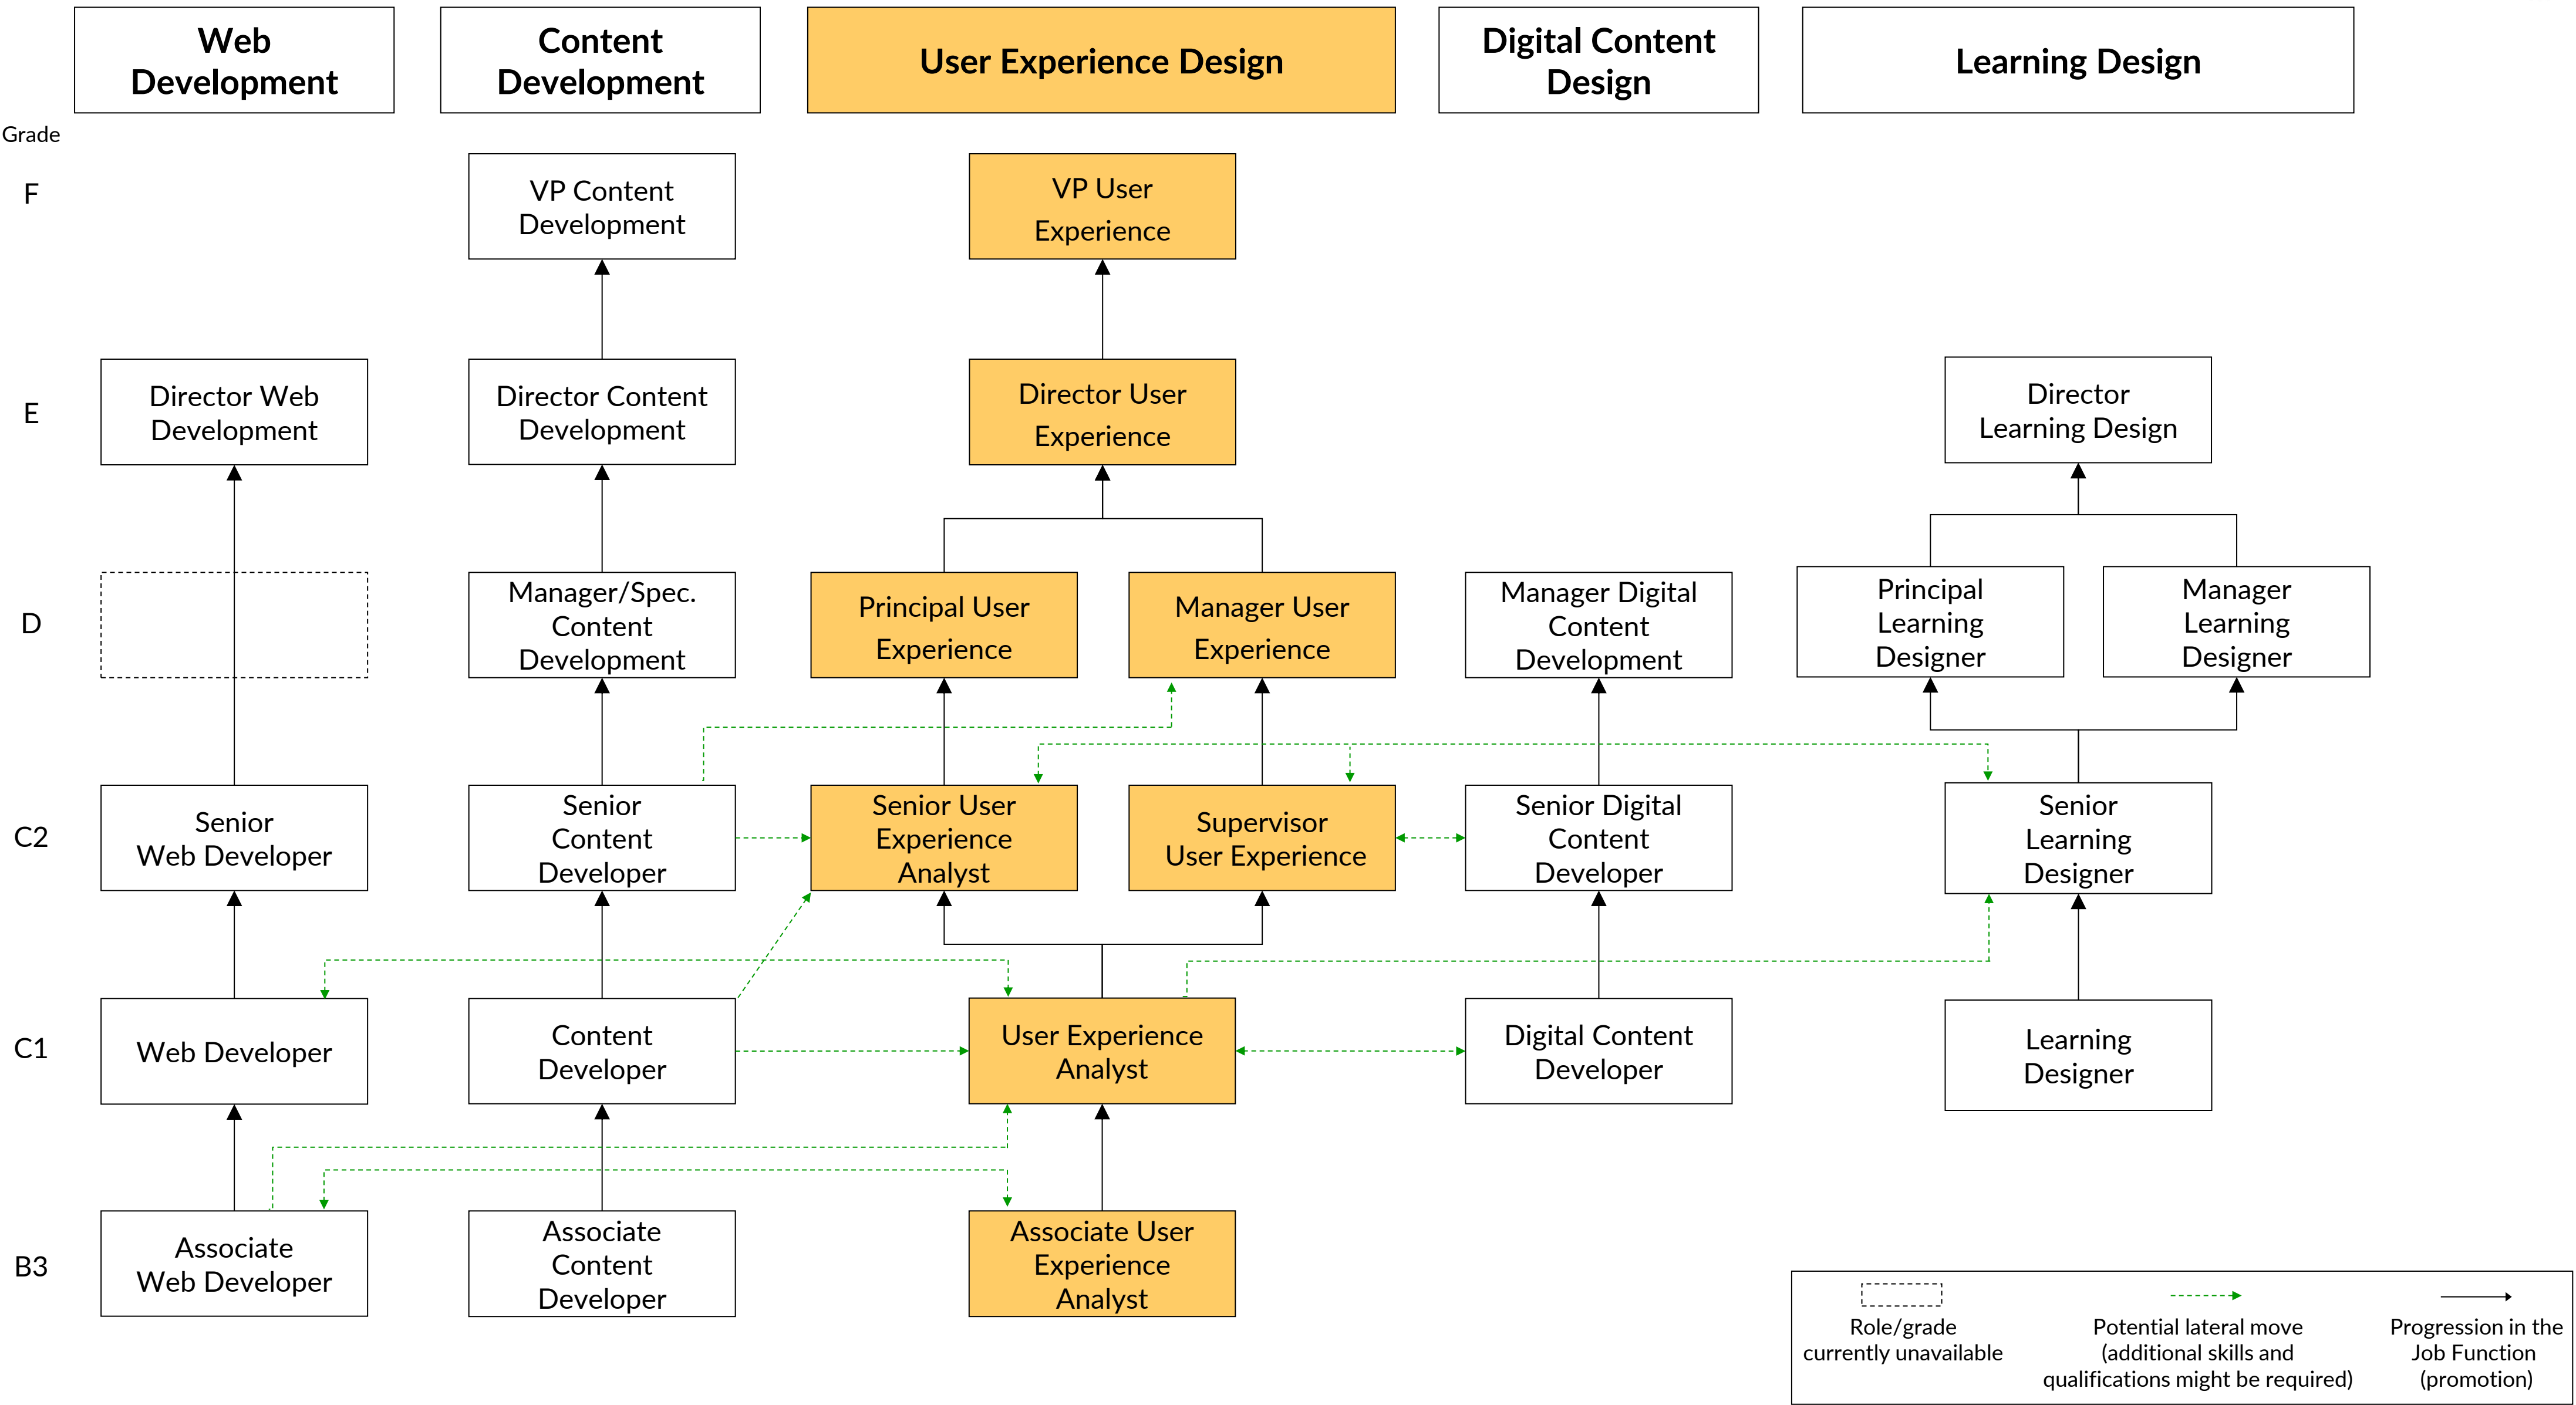 Web
Development
Content
Development
User Experience Design
Digital Content
Design
Learning Design
Grade
F
VP Content
Development
VP User
Experience
E
Director Web
Development
Director Content
Development
Director User
Experience
Director
Learning Design
D
Manager/Spec.
Content
Development
Principal User
Experience
Manager User
Experience
Manager Digital
Content
Development
Principal
Learning
Designer
Manager
Learning
Designer
C2
Senior
Web Developer
Senior
Content
Developer
Senior User
Experience
Analyst
Supervisor
User Experience
Senior Digital
Content
Developer
Senior
Learning
Designer
C1
Web Developer
Content
Developer
User Experience
Analyst
Digital Content
Developer
Learning
Designer
B3
Associate
Web Developer
Associate
Content
Developer
Associate User
Experience
Analyst
Role/grade
currently unavailable
Potential lateral move
(additional skills and
qualifications might be required)
Progression in the
Job Function
(promotion)